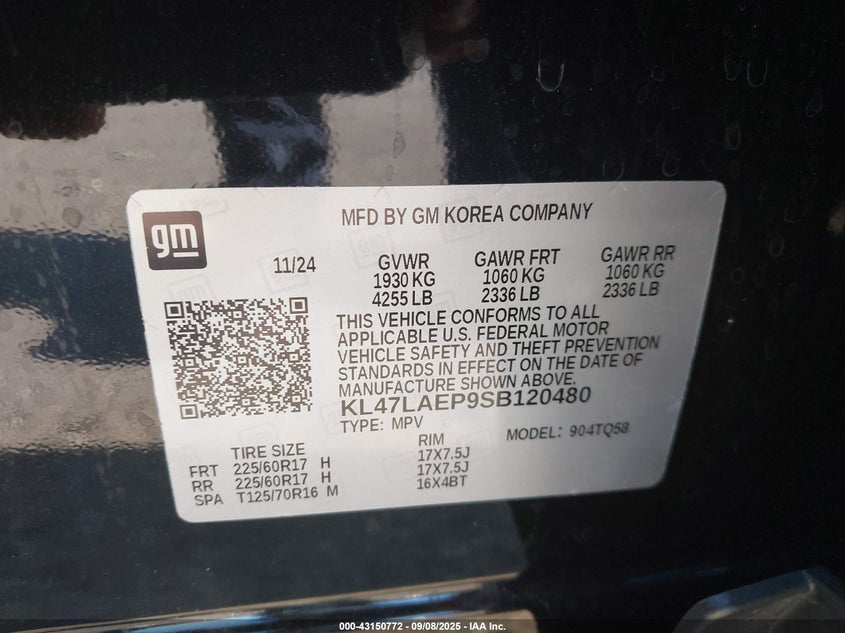 MFD BY GM KOREA COMPANY
gm
11/24
GVWR GAWR FRT GAWR RR
1930 KG 1060 KG 1060 KG
4255 LB 2336 LB 2336 LB
THIS VEHICLE CONFORMS TO ALL
APPLICABLE U.S. FEDERAL MOTOR
VEHICLE SAFETY AND THEFT PREVENTION
STANDARDS IN EFFECT ON THE DATE OF
MANUFACTURE SHOWN ABOVE.
KL47LAEP9SB120480
TYPE: MPV MODEL: 904TQ58
TIRE SIZE RIM
FRT 225/60R17 H 17X7.5J
RR 225/60R17 H 17X7.5J
SPA T125/70R16 M 16X4BT
000-43150772 - 09/08/2025 - IAA Inc.